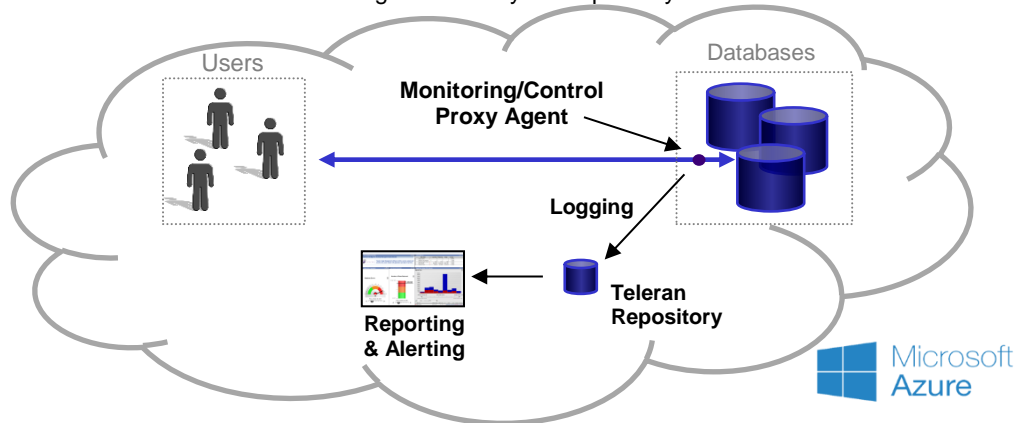 Users
Databases
Monitoring/Control
Proxy Agent
Logging
Teleran
Repository
Reporting
& Alerting
Microsoft
Azure